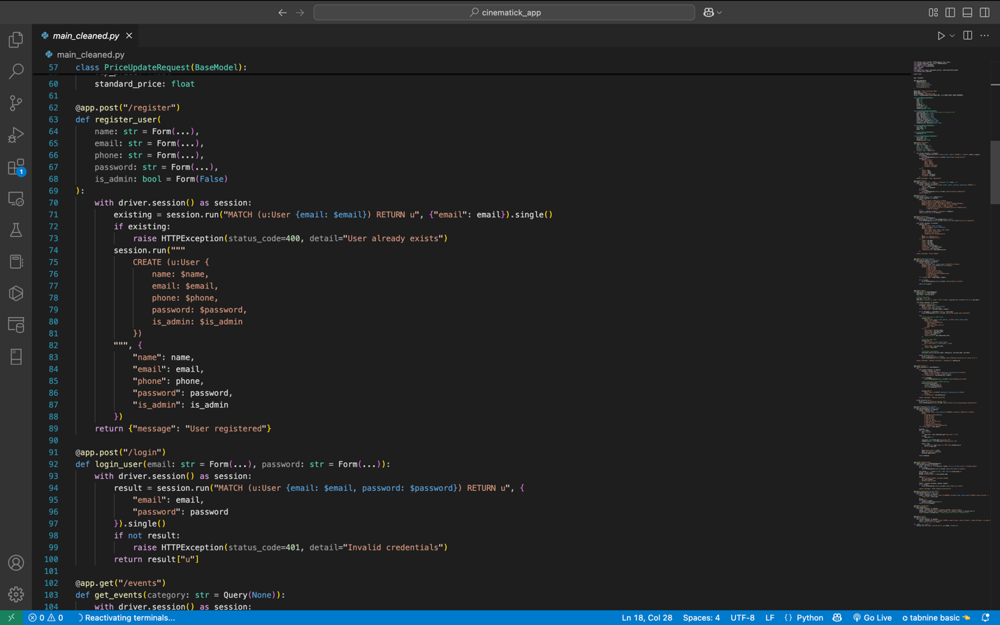 cinematick_app
main_cleaned.py
main_cleaned.py
57 class PriceUpdateRequest(BaseModel):
60 standard_price: float
61
62 @app.post("/register")
63 def register_user(
64 name: str = Form(...),
65 email: str = Form(...),
66 phone: str = Form(...),
67 password: str = Form(...),
68 is_admin: bool = Form(False)
69 ):
70 with driver.session() as session:
71 existing = session.run("MATCH (u:User {email: $email}) RETURN u", {"email": email}).single()
72 if existing:
73 raise HTTPException(status_code=400, detail="User already exists")
74 session.run("""
75 CREATE (u:User {
76 name: $name,
77 email: $email,
78 phone: $phone,
79 password: $password,
80 is_admin: $is_admin
81 })
82 """, {
83 "name": name,
84 "email": email,
85 "phone": phone,
86 "password": password,
87 "is_admin": is_admin
88 })
89 return {"message": "User registered"}
90
91 @app.post("/login")
92 def login_user(email: str = Form(...), password: str = Form(...)):
93 with driver.session() as session:
94 result = session.run("MATCH (u:User {email: $email, password: $password}) RETURN u", {
95 "email": email,
96 "password": password
97 }).single()
98 if not result:
99 raise HTTPException(status_code=401, detail="Invalid credentials")
100 return result["u"]
101
102 @app.get("/events")
103 def get_events(category: str = Query(None)):
104 with driver.session() as session:
1
0 0 Reactivating terminals... Ln 18, Col 28 Spaces: 4 UTF-8 LF {} Python Go Live tabnine basic